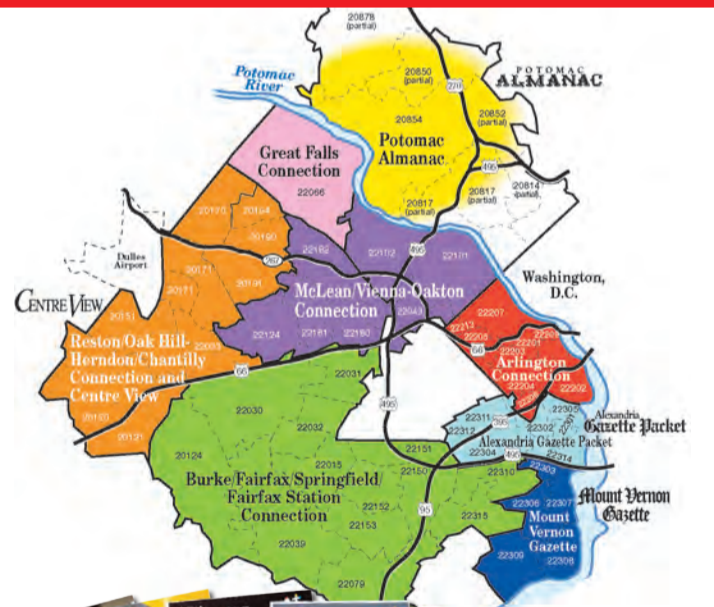 20878
(partial)
POTOMAC
ALMANAC
20850
(partial)
270
Potomac
River
20854
20852
(partial)
Potomac
Almanac
Great Falls
Connection
495
20817
(partial)
20814
(partial)
22066
20817
(partial)
20194
20190
22182
22102
22101
495
Dulles
Airport
267
20171
20191
McLean/Vienna-Oakton
Connection
Washington,
D.C.
CENTRE VIEW
20151
22124
22181
22180
22043
22207
22213
22205
22201
22209
22203
66
Reston/Oak Hill-
Herndon/Chantilly
Connection and
Centre View
66
22031
Arlington
Connection
22204
22202
20120
20121
22030
22032
495
22311
22312
395
22302
22305
22301
Alexandria
Gazette Packet
Alexandria Gazette Packet
22304
495
22314
20124
22015
22151
22150
22310
22303
Burke/Fairfax/Springfield/
Fairfax Station
Connection
22152
22153
95
22315
22306
22307
Mount Vernon
Gazette
Mount
Vernon
Gazette
22039
22309
22308
22079